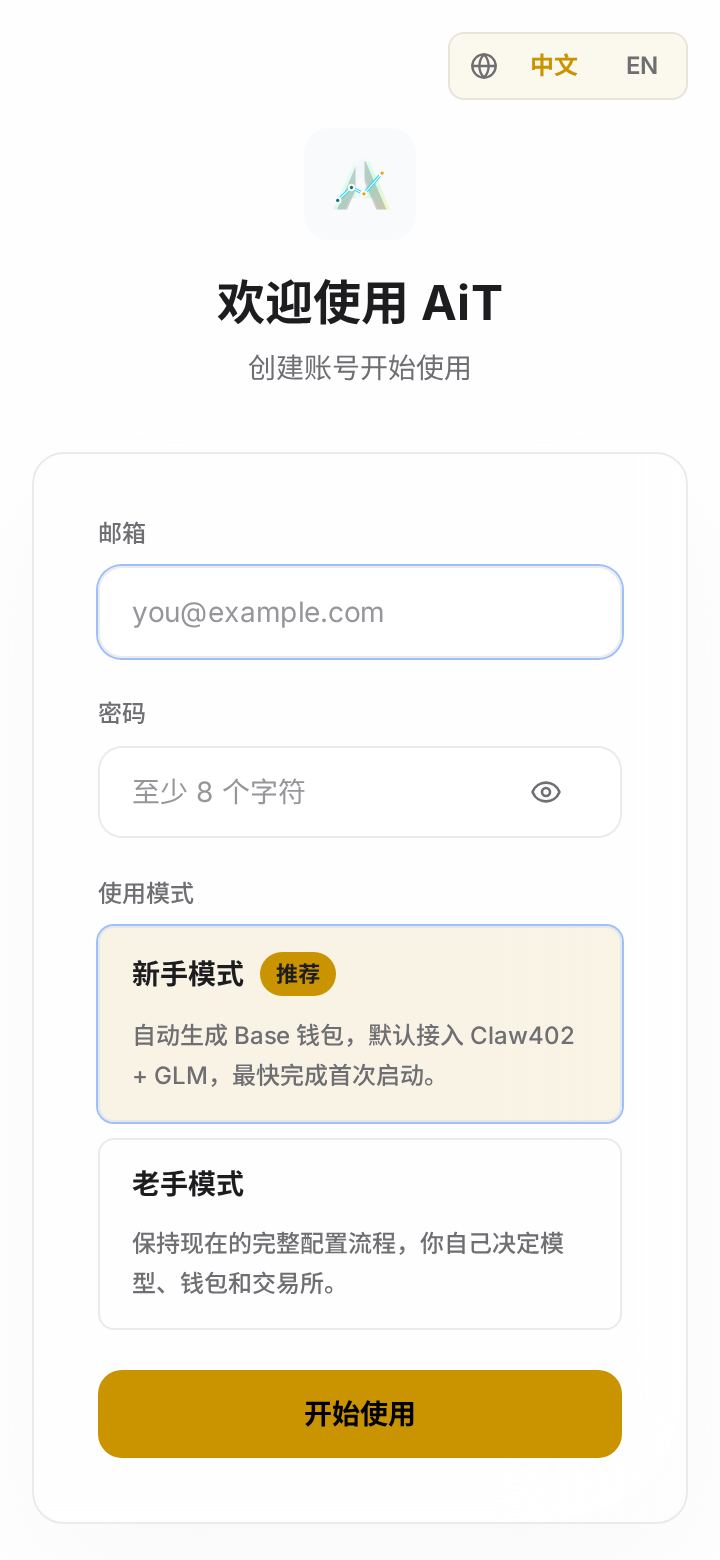 中文 EN
欢迎使用 AiT
创建账号开始使用
邮箱
you@example.com
密码
至少 8 个字符
使用模式
新手模式 推荐
自动生成 Base 钱包，默认接入 Claw402
+ GLM，最快完成首次启动。
老手模式
保持现在的完整配置流程，你自己决定模
型、钱包和交易所。
开始使用